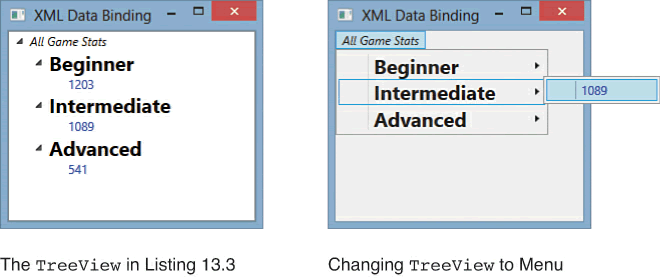 XML Data Binding
All Game Stats
Beginner
1203
Intermediate
1089
Advanced
541
The TreeView in Listing 13.3
XML Data Binding
All Game Stats
Beginner
Intermediate
1089
Advanced
Changing TreeView to Menu